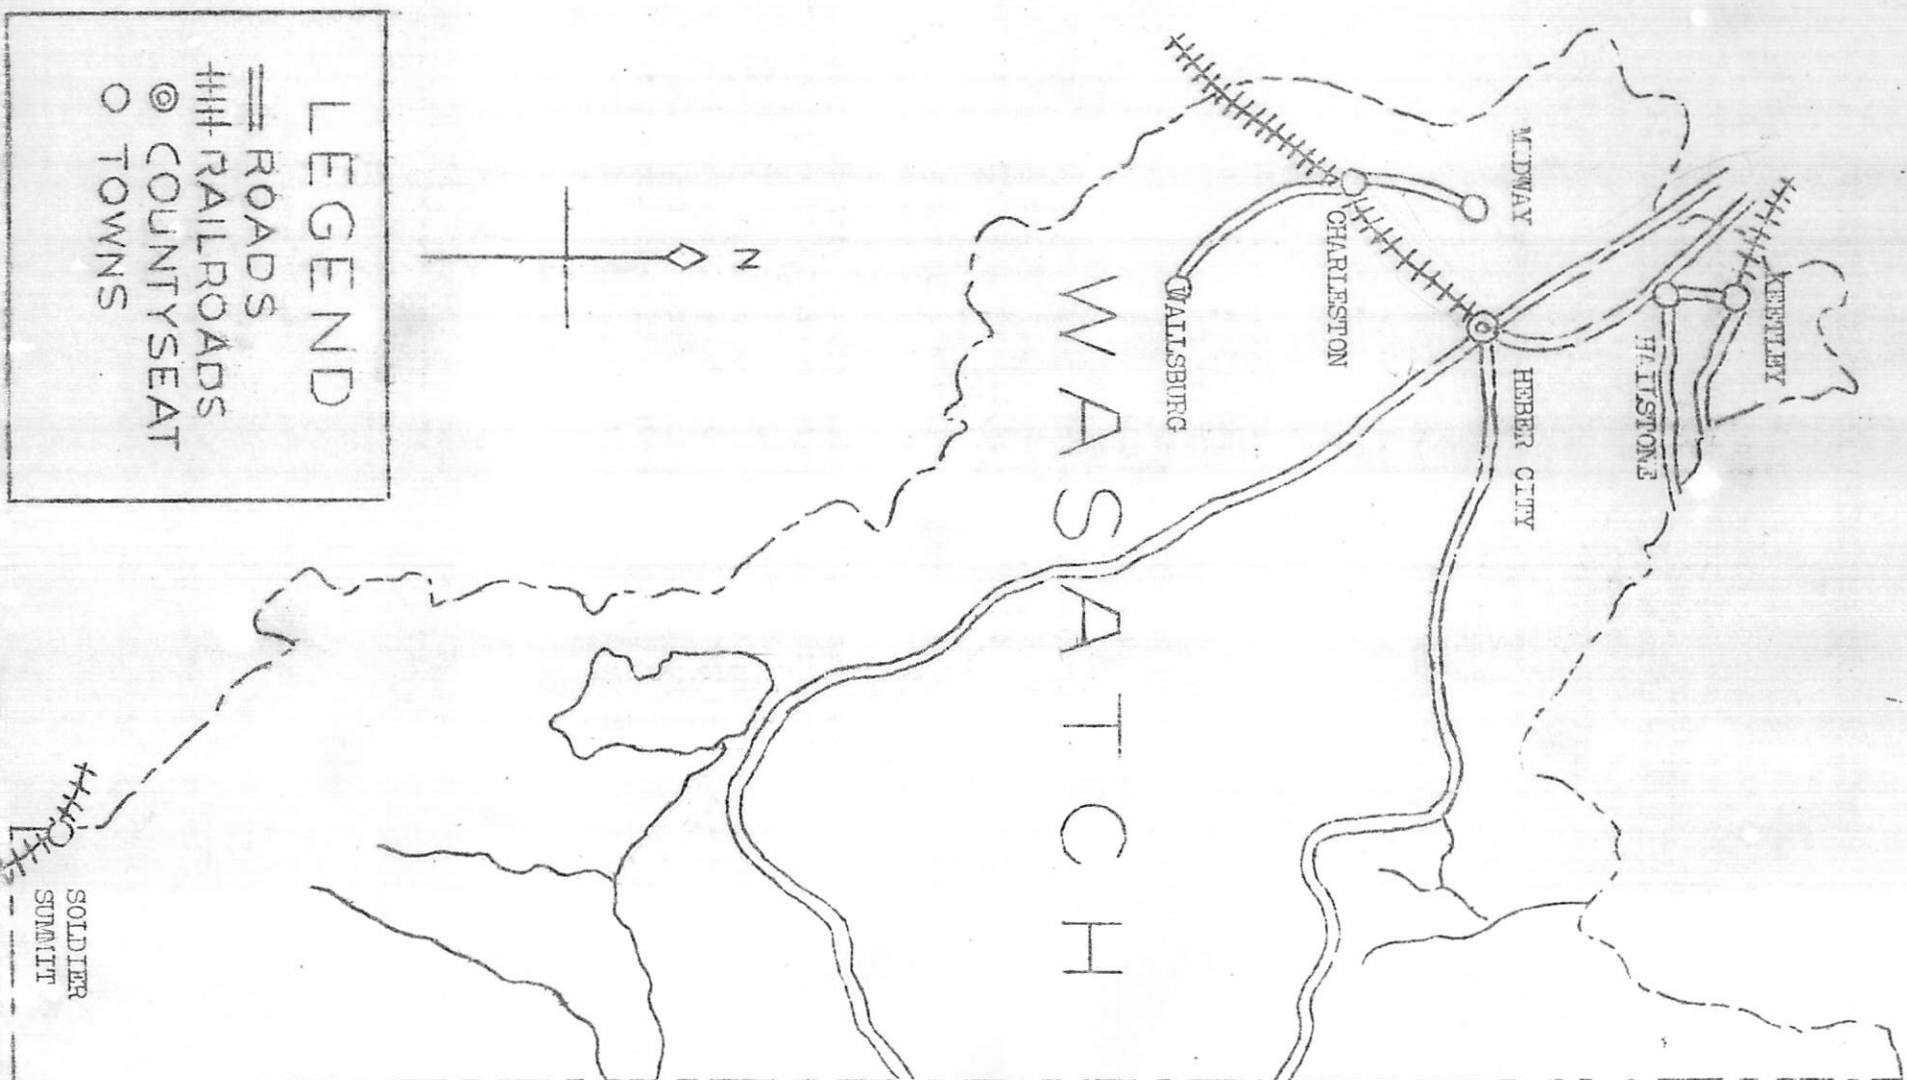 KEETLEY
HAILSTONE
MIDWAY
HEBER CITY
CHARLESTON
WALLSBURG
WASATCH
N
LEGEND
ROADS
RAILROADS
COUNTYSEAT
TOWNS
SOLDIER
SUMMIT